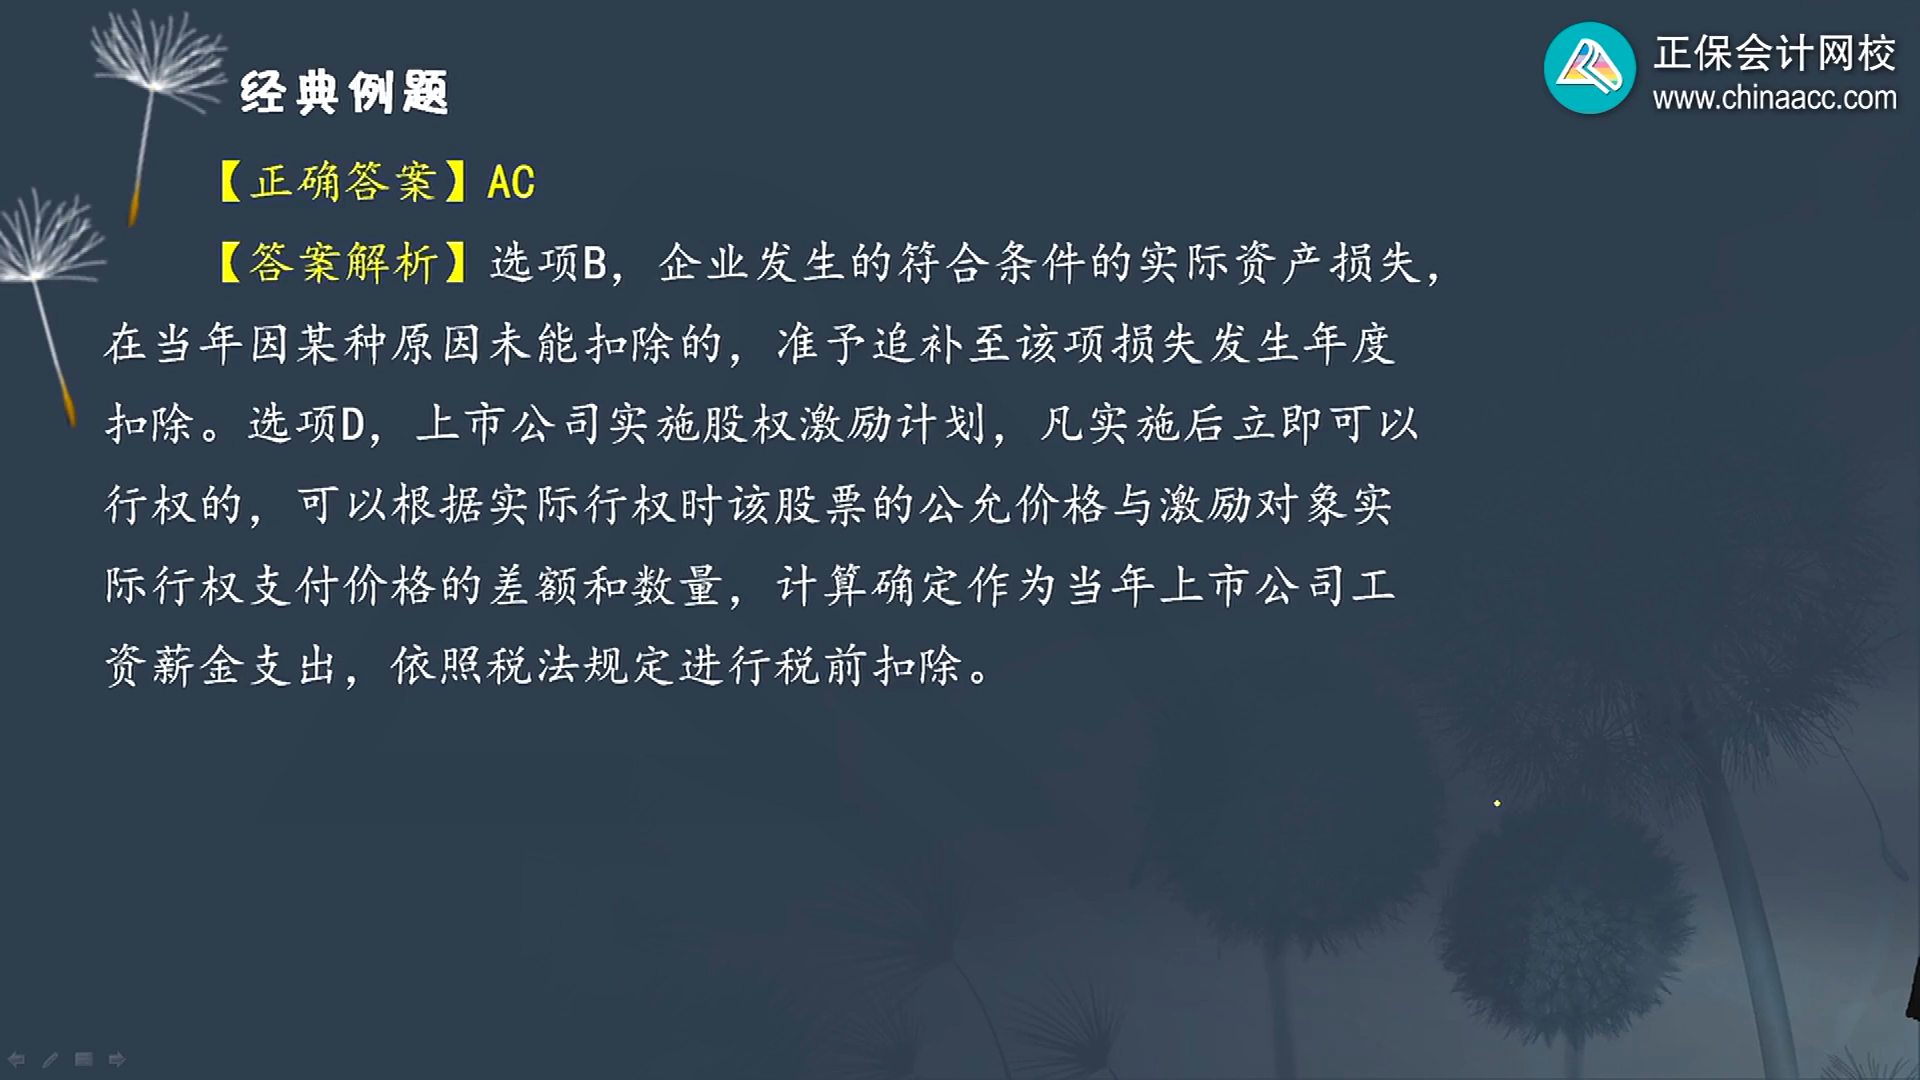 正保会计网校
www.chinaacc.com
经典例题
【正确答案】AC
【答案解析】选项B，企业发生的符合条件的实际资产损失，
在当年因某种原因未能扣除的，准予追补至该项损失发生年度
扣除。选项D，上市公司实施股权激励计划，凡实施后立即可以
行权的，可以根据实际行权时该股票的公允价格与激励对象实
际行权支付价格的差额和数量，计算确定作为当年上市公司工
资薪金支出，依照税法规定进行税前扣除。